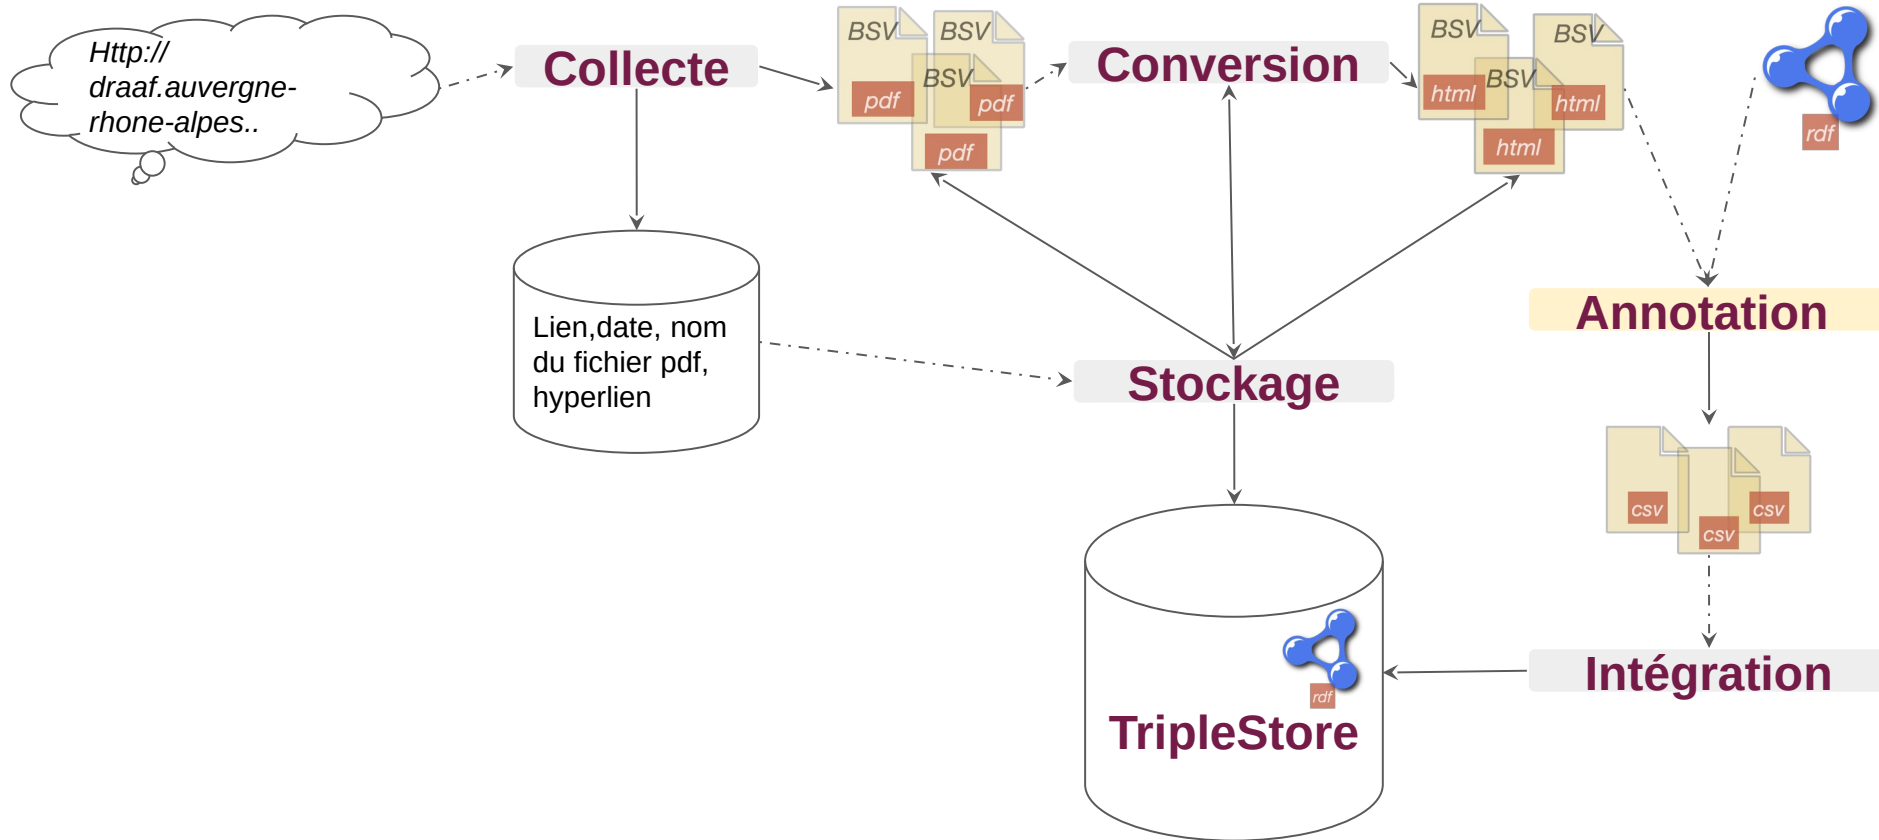 Http://
draaf.auvergne-
rhone-alpes..
Collecte
BSV
pdf
BSV
pdf
BSV
pdf
Conversion
BSV
html
BSV
html
BSV
html
rdf
Lien,date, nom
du fichier pdf,
hyperlien
Stockage
Annotation
csv
csv
csv
Intégration
rdf
TripleStore